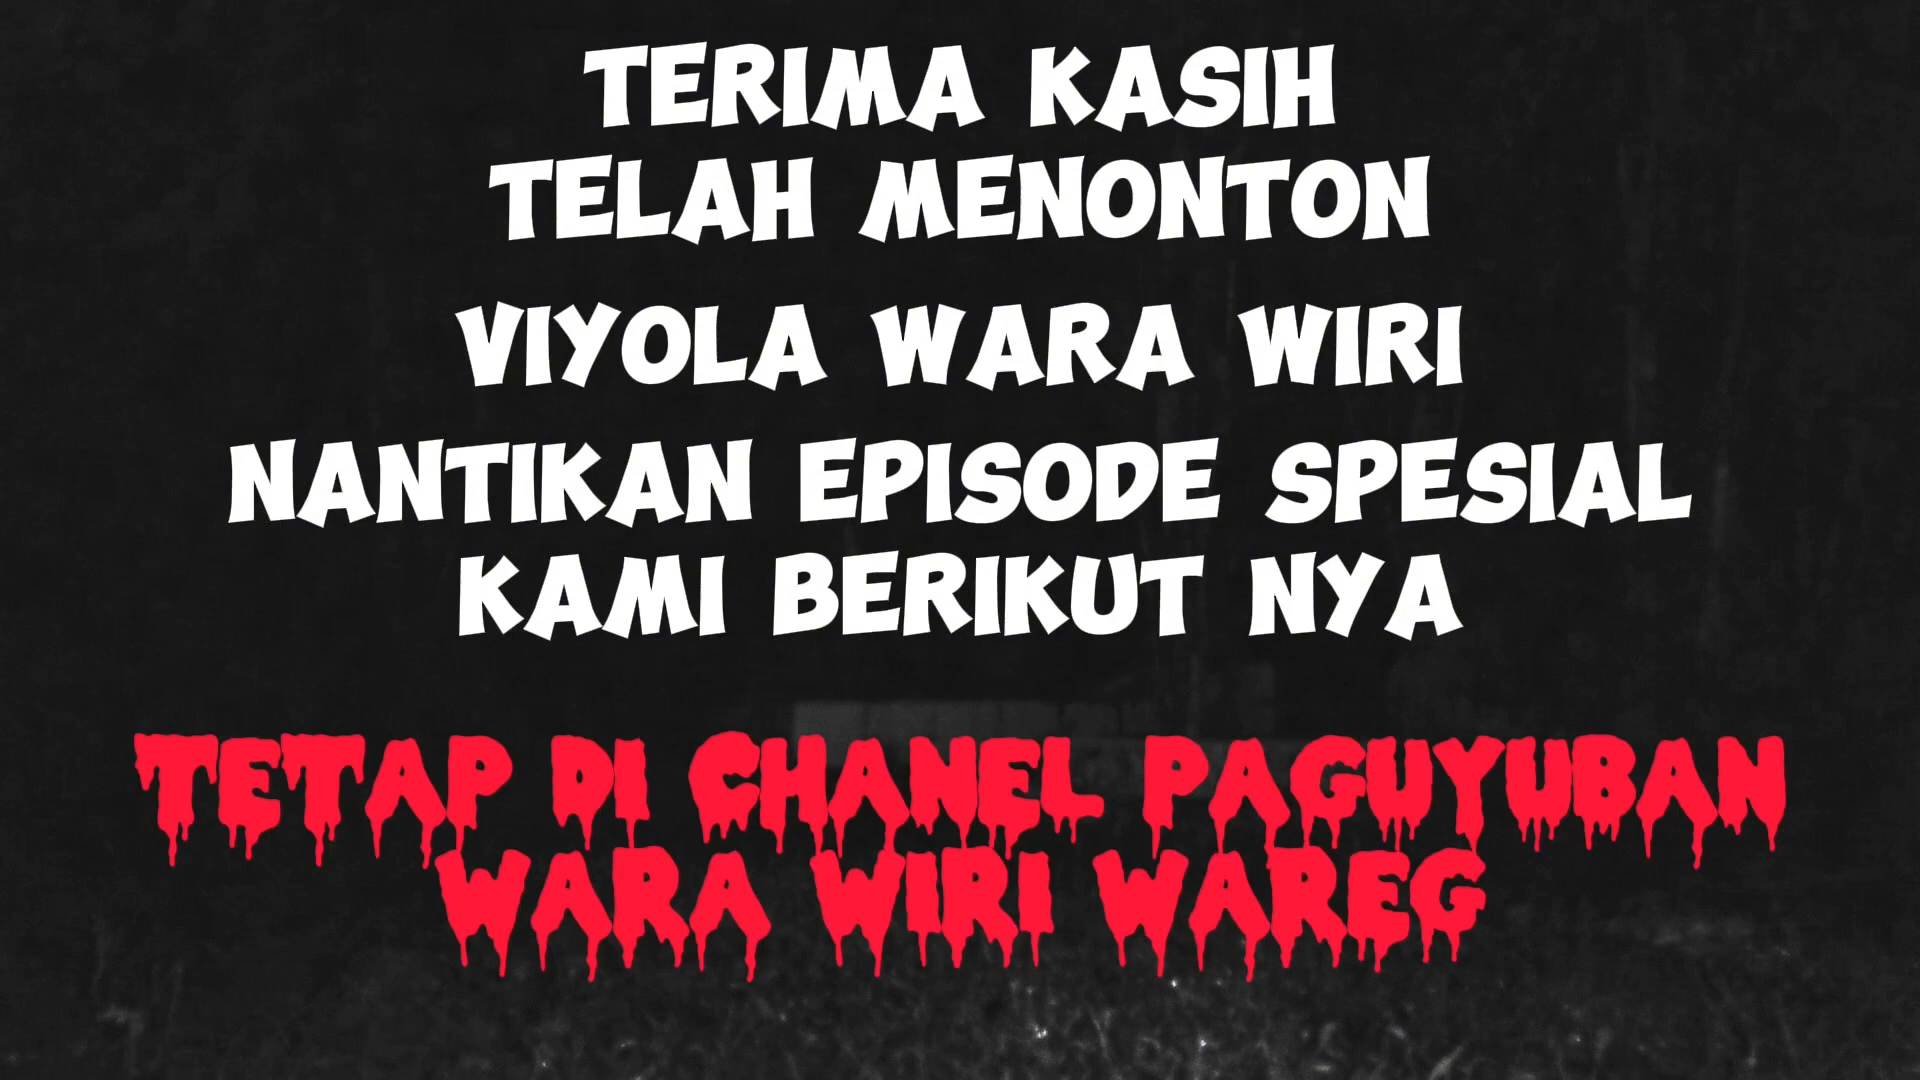 TERIMA KASIH
TELAH MENONTON
VIYOLA WARA WIRI
NANTIKAN EPISODE SPESIAL
KAMI BERIKUT NYA
TETAP DI CHANEL PAGUYUBAN
WARA WIRI WAREG